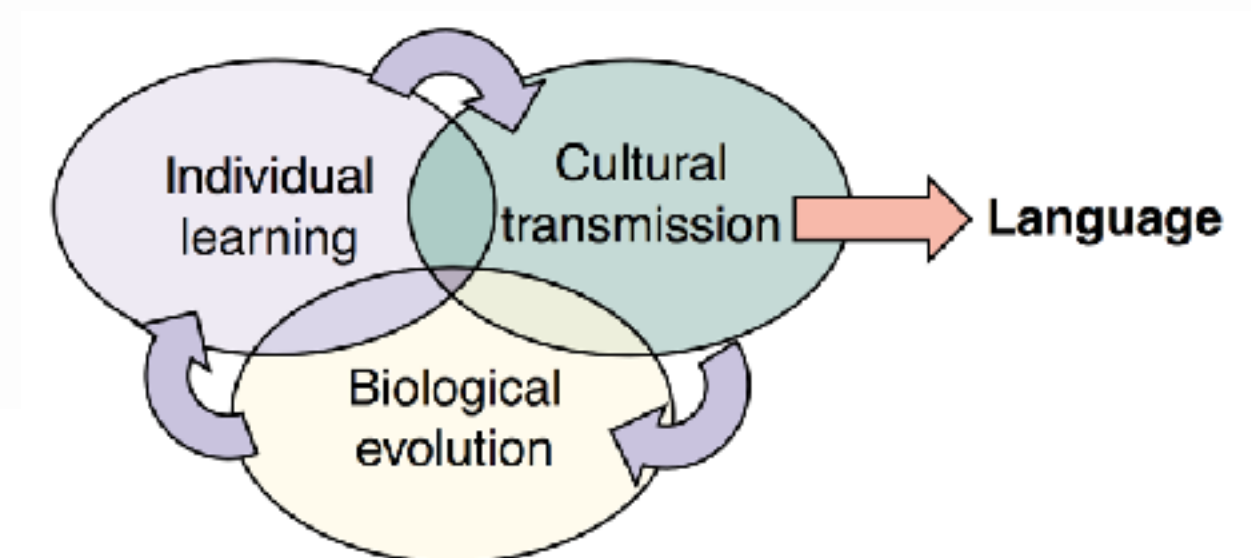 Individual
learning
Cultural
transmission
Language
Biological
evolution